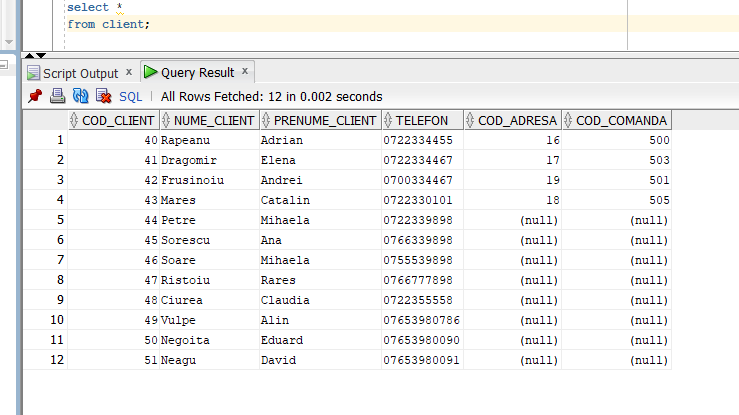 select *
from client;
Script Output x Query Result x
SQL | All Rows Fetched: 12 in 0.002 seconds
COD_CLIENT NUME_CLIENT PRENUME_CLIENT TELEFON COD_ADRESA COD_COMANDA
1 40 Rapeanu Adrian 0722334455 16 500
2 41 Dragomir Elena 0722334467 17 503
3 42 Frusinoiu Andrei 0700334467 19 501
4 43 Mares Catalin 0722330101 18 505
5 44 Petre Mihaela 0722339898 (null) (null)
6 45 Sorescu Ana 0766339898 (null) (null)
7 46 Soare Mihaela 0755539898 (null) (null)
8 47 Ristoiu Rares 0766777898 (null) (null)
9 48 Ciurea Claudia 0722355558 (null) (null)
10 49 Vulpe Alin 07653980786 (null) (null)
11 50 Negoita Eduard 07653980090 (null) (null)
12 51 Neagu David 07653980091 (null) (null)